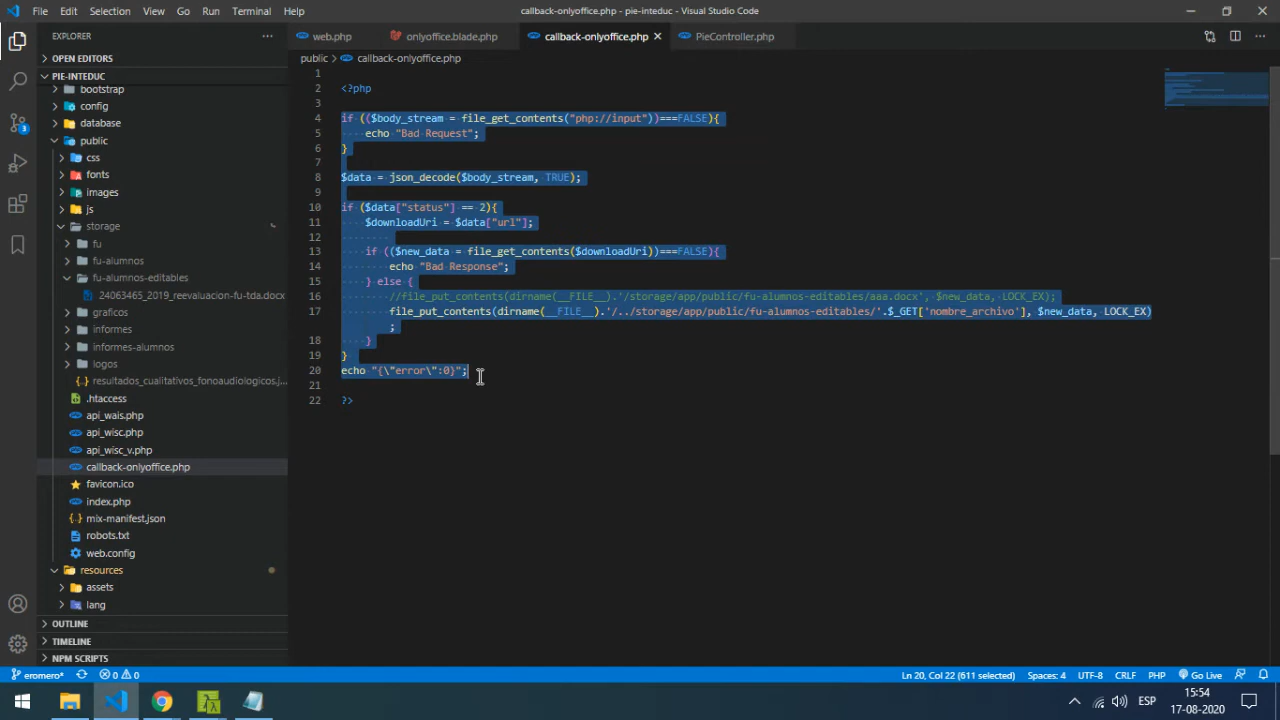 File Edit Selection View Go Run Terminal Help
callback-onlyoffice.php - pie-inteduc - Visual Studio Code
EXPLORER
OPEN EDITORS
PIE-INTEDUC
bootstrap
config
database
public
css
fonts
images
js
storage
fu
fu-alumnos
fu-alumnos-editables
24063465_2019_reevaluacion-fu-tda.docx
graficos
informes
informes-alumnos
logos
resultados_cualitativos_fonoaudiologicos.j...
.htaccess
api_wais.php
api_wisc.php
api_wisc_v.php
callback-onlyoffice.php
favicon.ico
index.php
mix-manifest.json
robots.txt
web.config
resources
assets
lang
OUTLINE
TIMELINE
NPM SCRIPTS
3
web.php
onlyoffice.blade.php
callback-onlyoffice.php
PieController.php
public > callback-onlyoffice.php
1
2 <?php
3
4 if (($body_stream = file_get_contents("php://input"))===FALSE){
5 echo "Bad Request";
6 }
7
8 $data = json_decode($body_stream, TRUE);
9
10 if ($data["status"] == 2){
11 $downloadUri = $data["url"];
12
13 if (($new_data = file_get_contents($downloadUri))===FALSE){
14 echo "Bad Response";
15 } else {
16 //file_put_contents(dirname(__FILE__).'/storage/app/public/fu-alumnos-editables/aaa.docx', $new_data, LOCK_EX);
17 file_put_contents(dirname(__FILE__).'/../storage/app/public/fu-alumnos-editables/'.$_GET['nombre_archivo'], $new_data, LOCK_EX)
;
18 }
19 }
20 echo "{\"error\":0}";
21
22 ?>
eromero* 0 0
Ln 20, Col 22 (611 selected) Spaces: 4 UTF-8 CRLF PHP Go Live
ESP
15:54
17-08-2020